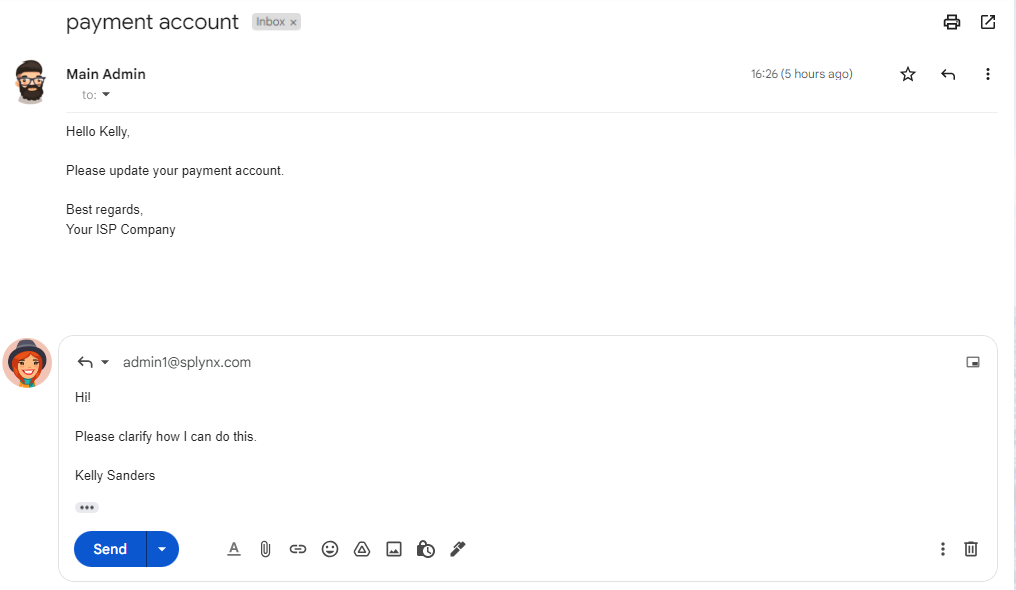 payment account Inbox ×
Main Admin 16:26 (5 hours ago)
to:
Hello Kelly,
Please update your payment account.
Best regards,
Your ISP Company
admin1@splynx.com
Hi!
Please clarify how I can do this.
Kelly Sanders
Send